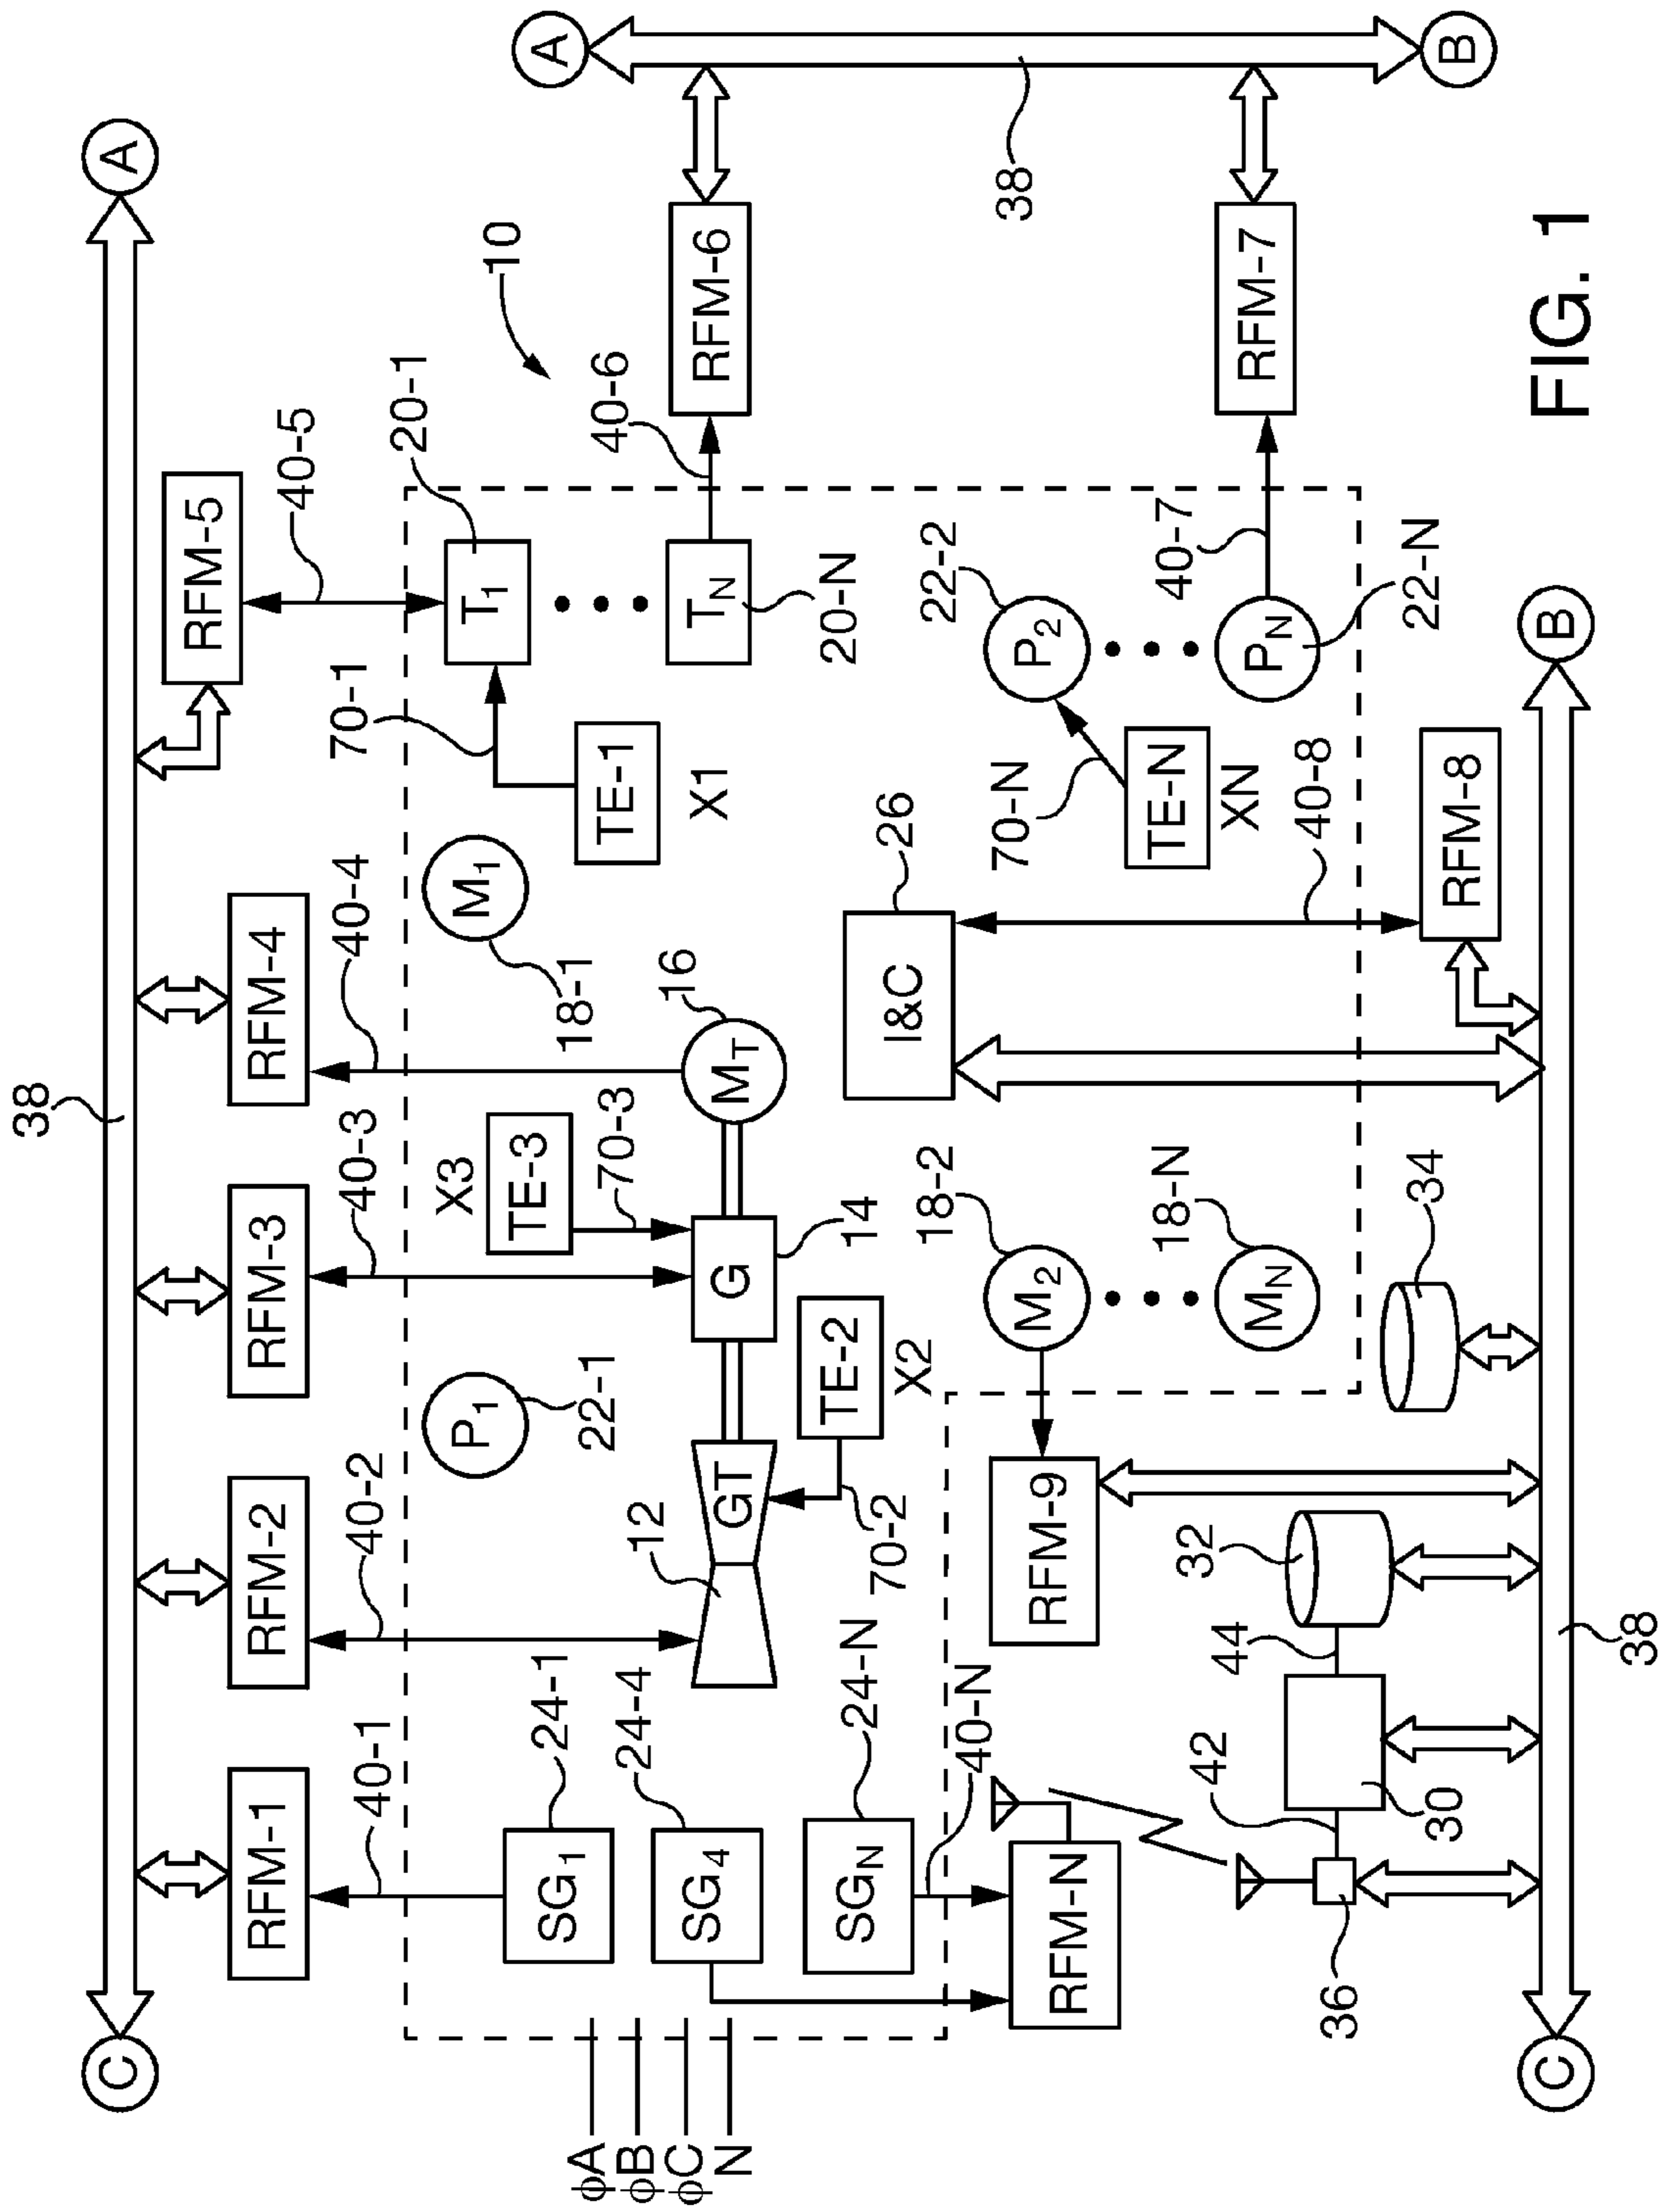 38
C
A
RFM-1
RFM-2
RFM-3
RFM-4
RFM-5
40-1
40-2
40-3
40-4
40-5
10
A
ϕA
ϕB
ϕC
N
SG1
24-1
SG4
24-4
SGN
24-N
40-N
P1
22-1
12
GT
TE-2
X2
70-2
X3
TE-3
70-3
G
14
MT
16
M1
18-1
70-1
TE-1
X1
T1
20-1
TN
20-N
40-6
RFM-6
38
M2
18-2
MN
18-N
I&C
26
70-N
TE-N
XN
P2
22-2
PN
22-N
40-7
RFM-7
B
RFM-N
RFM-9
36
42
30
44
32
34
40-8
RFM-8
C
38
B
FIG. 1